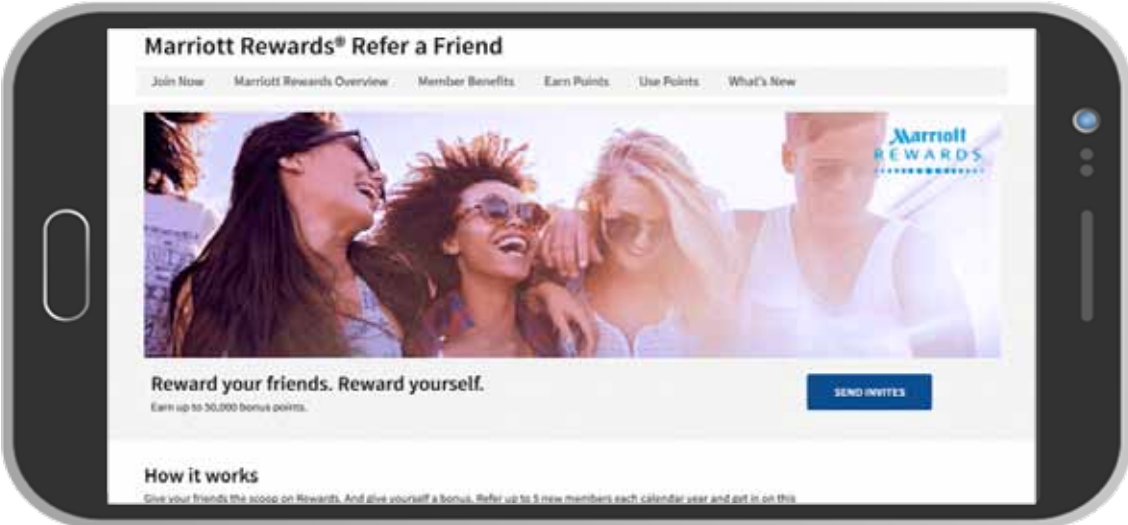 Marriott Rewards® Refer a Friend
Join Now Marriott Rewards Overview Member Benefits Earn Points Use Points What's New
Marriott
REWARDS
Reward your friends. Reward yourself.
Earn up to 50,000 bonus points.
SEND INVITES
How it works
Give your friends the scoop on Rewards. And give yourself a bonus. Refer up to 5 new members each calendar year and get in on this